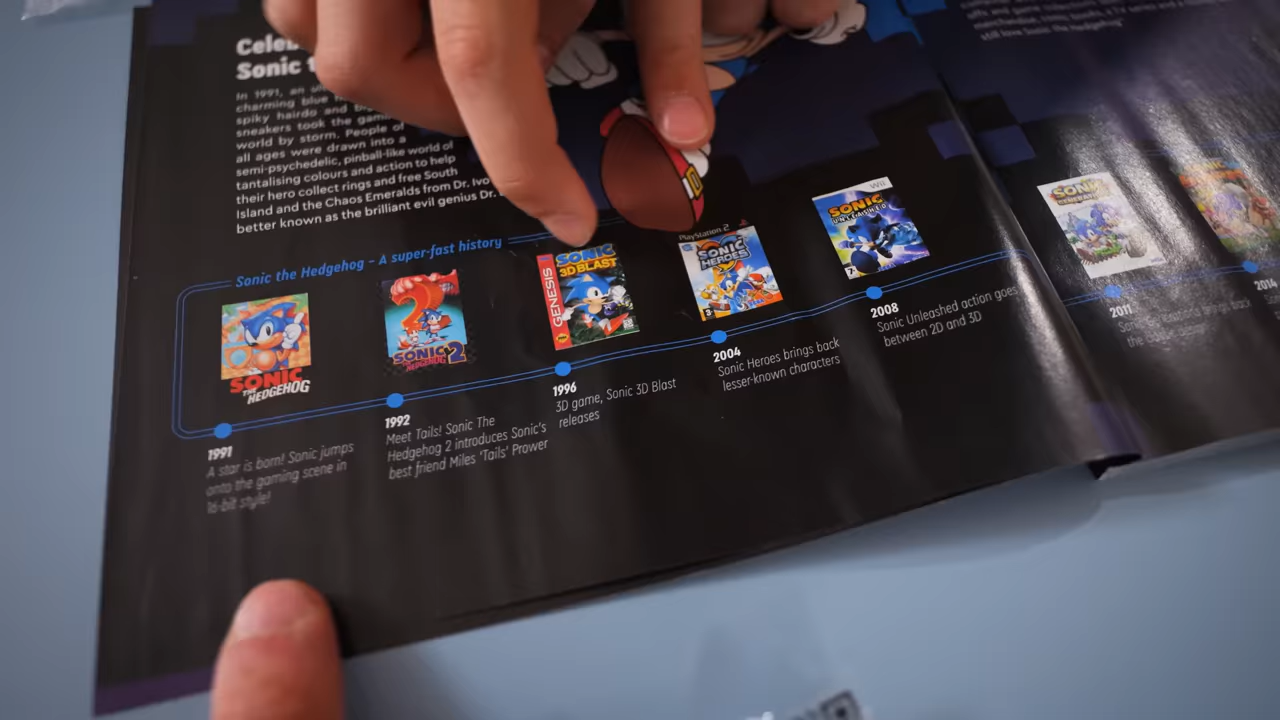 Sonic
In 1991, an
charming blue
spiky hairdo and
sneakers took the
world by storm. People of
all ages were drawn into a
semi-psychedelic, pinball-like world of
tantalising colours and action to help
their hero collect rings and free South
Island and the Chaos Emeralds from Dr.
better known as the brilliant evil genius Dr.
still love Sonic the Hedgehog
Sonic the Hedgehog - A super-fast history
SONIC
THE
HEDGEHOG
1991
A star is born! Sonic jumps
onto the gaming scene in
16-bit style!
2
SONIC
HEDGEHOG 2
1992
Meet Tails! Sonic The
Hedgehog 2 introduces Sonic's
best friend Miles 'Tails' Prower
GENESIS
SONIC
3D BLAST
1996
3D game, Sonic 3D Blast
releases
PlayStation 2
SONIC
HEROES
2004
Sonic Heroes brings back
lesser-known characters
Wii
SONIC
UNLEASHED
2008
Sonic Unleashed action goes
between 2D and 3D
SONIC
2011
2014